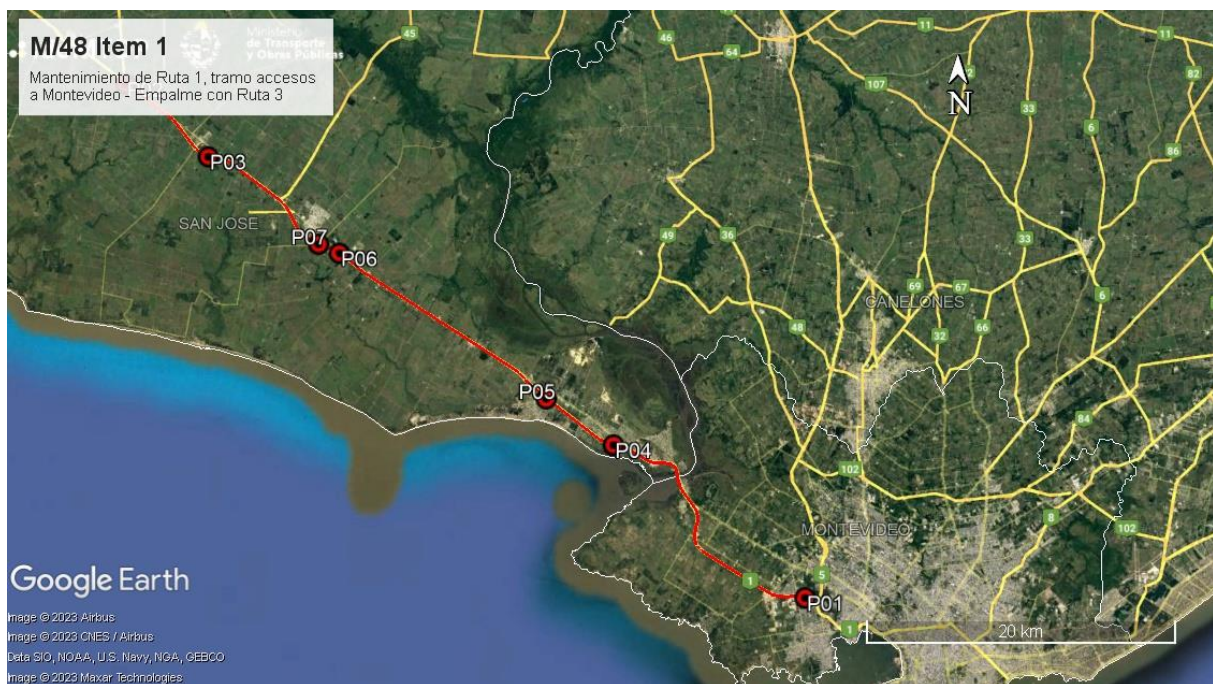 M/48 Item 1
Mantenimiento de Ruta 1, tramo accesos
a Montevideo - Empalme con Ruta 3
Ministerio
de Transporte
y Obras Públicas
45
46
64
11
11
2
N
107
33
82
6
86
P03
SAN JOSE
P07
P06
49
36
33
69
67
CANELONES
6
48
32
66
P05
P04
84
102
MONTEVIDEO
8
102
1
5
P01
1
20 km
Google Earth
Image © 2023 Airbus
Image © 2023 CNES / Airbus
Data SIO, NOAA, U.S. Navy, NGA, GEBCO
Image © 2023 Maxar Technologies